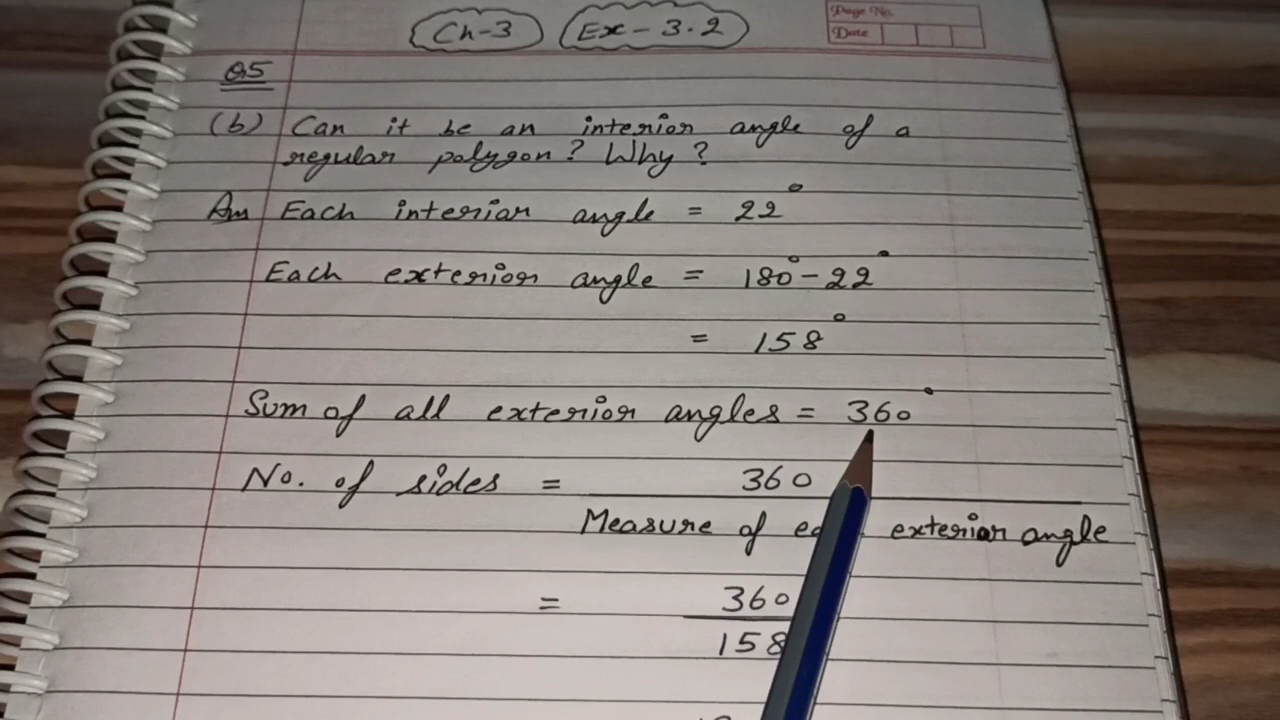 Ch-3 Ex-3.2
Page No.
Date
Q5
(b) Can it be an interior angle of a
regular polygon? Why?
Ans Each interior angle = 22°
Each exterior angle = 180°-22°
= 158°
Sum of all exterior angles = 360°
No. of sides = 360
Measure of exterior angle
= 360
158